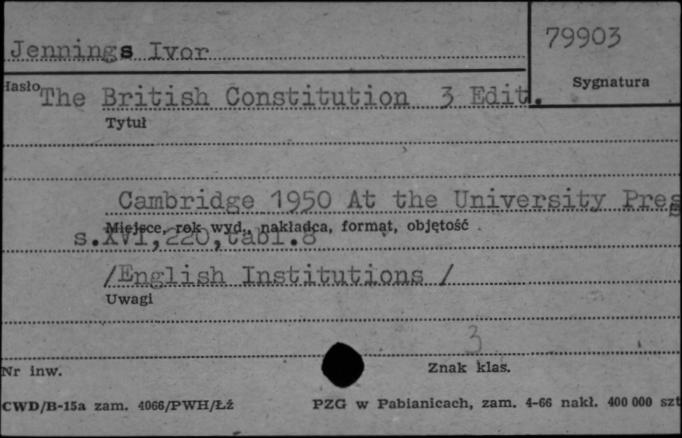 Jennings Ivor
79903
Hasło
Sygnatura
The British Constitution 3 Edit.
Tytuł
Cambridge 1950 At the University Pres
Miejsce, rok wyd., nakładca, format, objętość
s.XVI,220,tabl.8
/English Institutions /
Uwagi
3
Nr inw.
Znak klas.
CWD/B-15a zam. 4066/PWH/Łź
PZG w Pabianicach, zam. 4-66 nakł. 400 000 szt